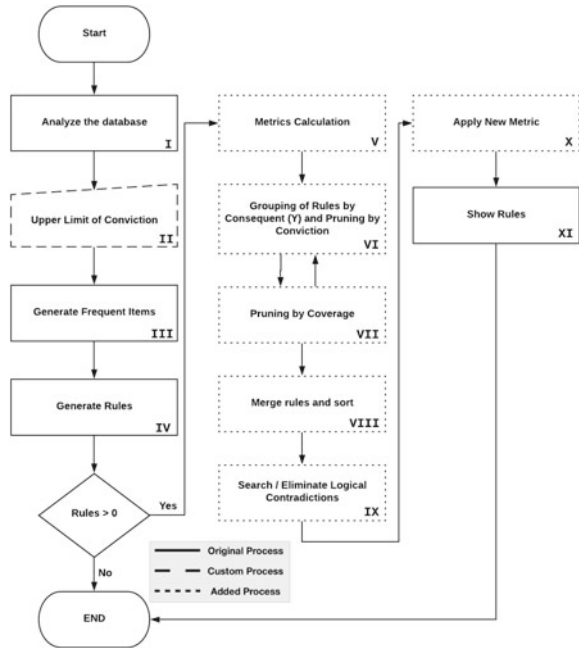 Start
Analyze the database
I
Upper Limit of Conviction
II
Generate Frequent Items
III
Generate Rules
IV
Rules > 0
Yes
No
END
Metrics Calculation
V
Grouping of Rules by
Consequent (Y) and Pruning by
Conviction
VI
Pruning by Coverage
VII
Merge rules and sort
VIII
Search / Eliminate Logical
Contradictions
IX
Apply New Metric
X
Show Rules
XI
Original Process
Custom Process
Added Process